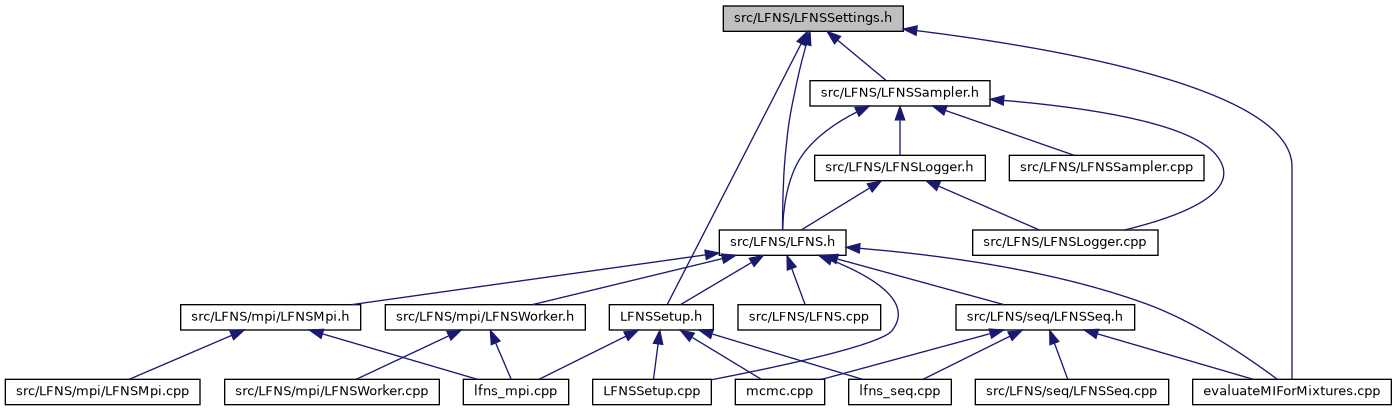 src/LFNS/LFNSSettings.h
src/LFNS/LFNSSampler.h
src/LFNS/LFNSLogger.h
src/LFNS/LFNSSampler.cpp
src/LFNS/LFNS.h
src/LFNS/LFNSLogger.cpp
src/LFNS/mpi/LFNSMpi.h
src/LFNS/mpi/LFNSWorker.h
LFNSSetup.h
src/LFNS/LFNS.cpp
src/LFNS/seq/LFNSSeq.h
src/LFNS/mpi/LFNSMpi.cpp
src/LFNS/mpi/LFNSWorker.cpp
lfns_mpi.cpp
LFNSSetup.cpp
mcmc.cpp
lfns_seq.cpp
src/LFNS/seq/LFNSSeq.cpp
evaluateMIForMixtures.cpp